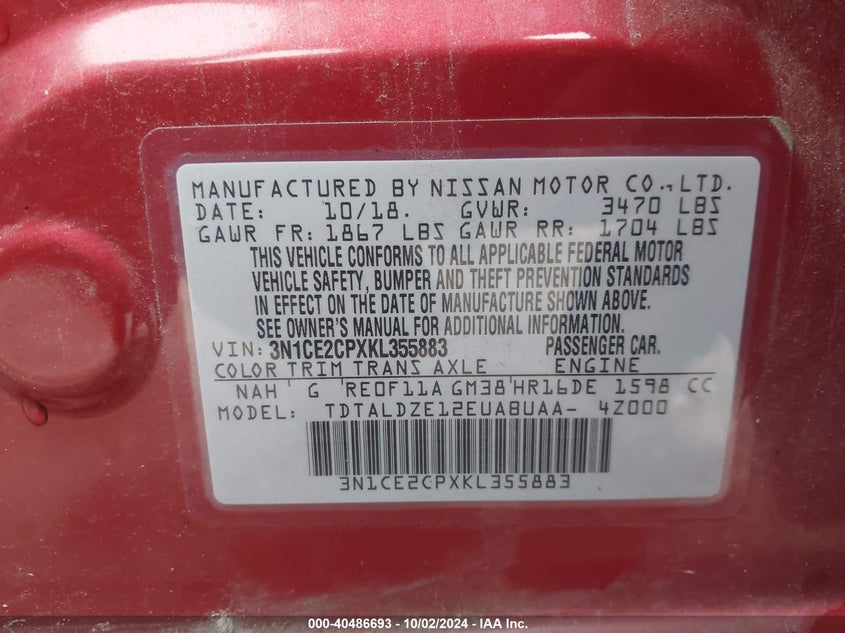 MANUFACTURED BY NISSAN MOTOR CO., LTD.
DATE: 10/18. GVWR: 3470 LBS
GAWR FR: 1867 LBS GAWR RR: 1704 LBS
THIS VEHICLE CONFORMS TO ALL APPLICABLE FEDERAL MOTOR
VEHICLE SAFETY, BUMPER AND THEFT PREVENTION STANDARDS
IN EFFECT ON THE DATE OF MANUFACTURE SHOWN ABOVE.
SEE OWNER'S MANUAL FOR ADDITIONAL INFORMATION.
VIN: 3N1CE2CPXKL355883 PASSENGER CAR.
COLOR TRIM TRANS AXLE ENGINE
NAH G RE0F11A GM38 HR16DE 1598 CC
MODEL: TDTALDZE12EUABUAA- 4Z000
3N1CE2CPXKL355883
000-40486693 - 10/02/2024 - IAA Inc.